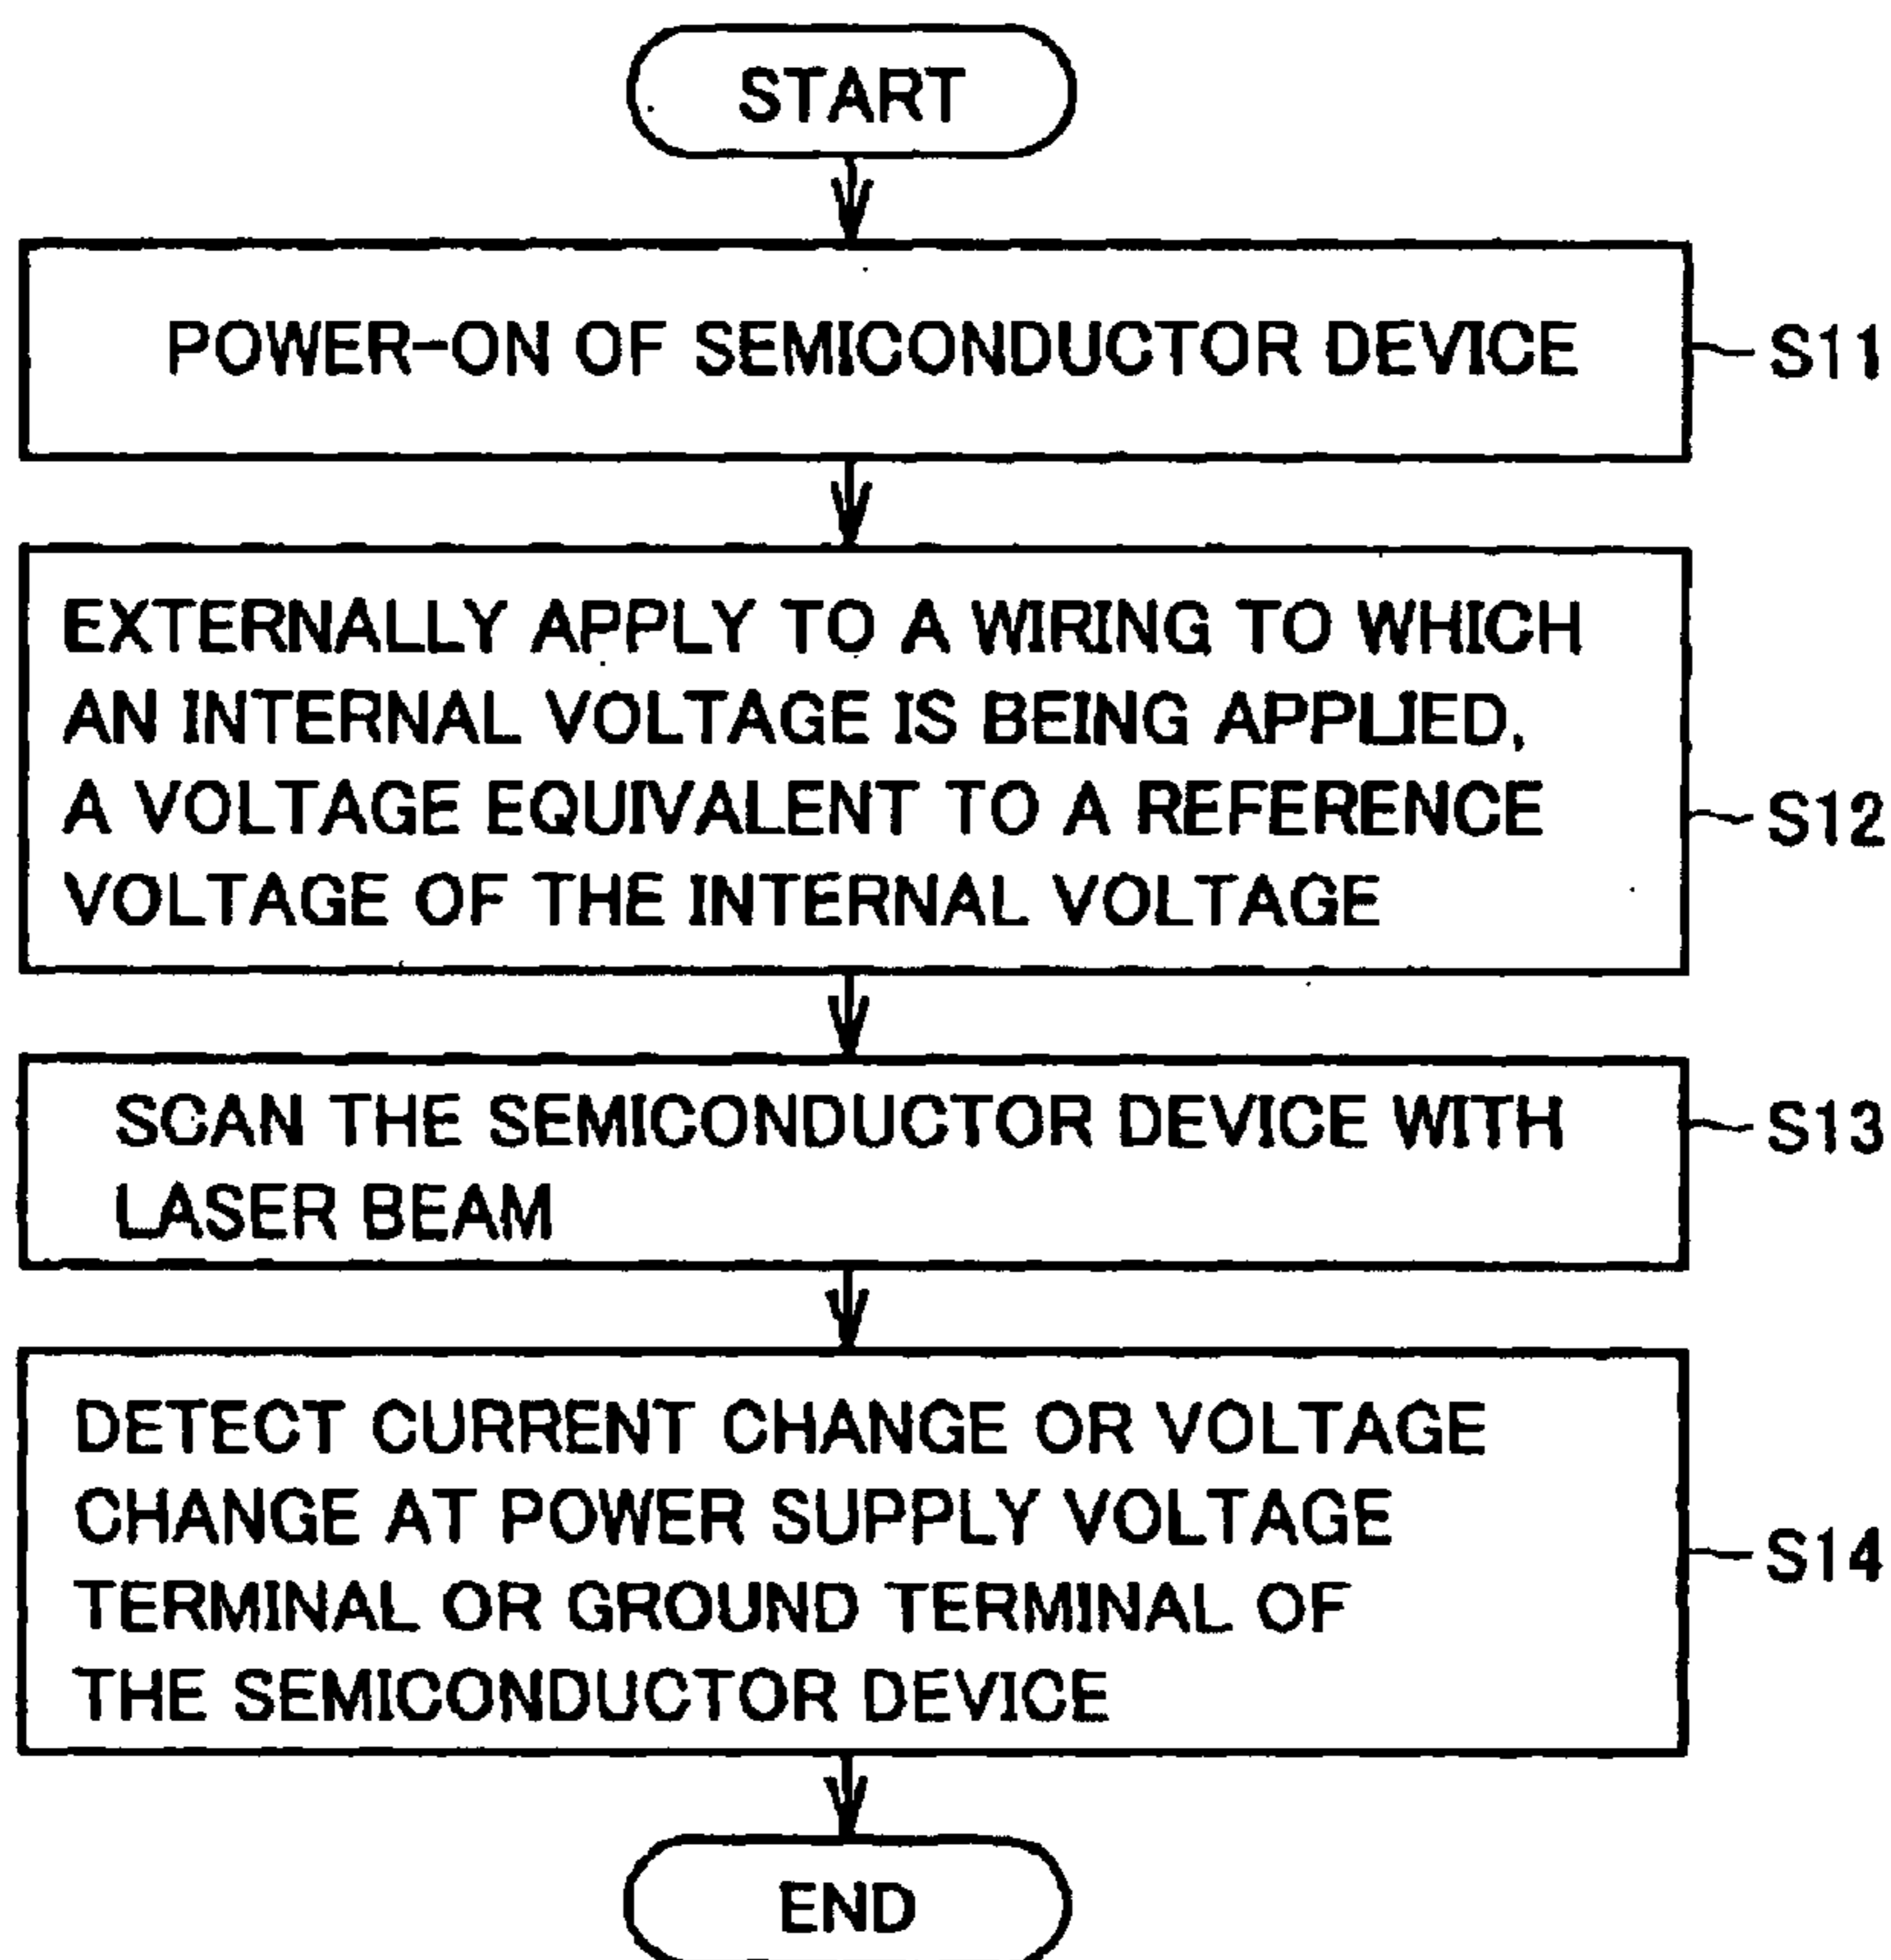 START
POWER-ON OF SEMICONDUCTOR DEVICE
S11
EXTERNALLY APPLY TO A WIRING TO WHICH
AN INTERNAL VOLTAGE IS BEING APPLIED,
A VOLTAGE EQUIVALENT TO A REFERENCE
VOLTAGE OF THE INTERNAL VOLTAGE
S12
SCAN THE SEMICONDUCTOR DEVICE WITH
LASER BEAM
S13
DETECT CURRENT CHANGE OR VOLTAGE
CHANGE AT POWER SUPPLY VOLTAGE
TERMINAL OR GROUND TERMINAL OF
THE SEMICONDUCTOR DEVICE
S14
END